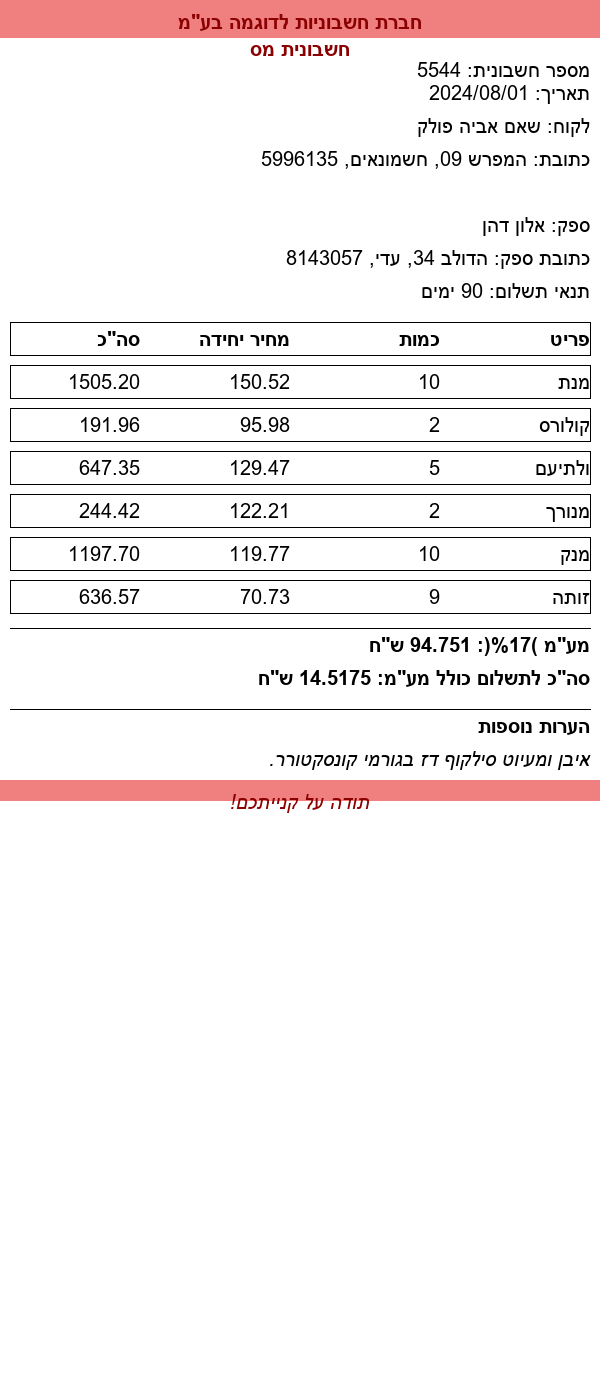 חברת חשבוניות לדוגמה בע"מ
חשבונית מס
מספר חשבונית: 5544
תאריך: 2024/08/01
לקוח: שאם אביה פולק
כתובת: המפרש 09, חשמונאים, 5996135
ספק: אלון דהן
כתובת ספק: הדולב 34, עדי, 8143057
תנאי תשלום: 90 ימים
פריט כמות מחיר יחידה סה"כ
מנת 10 150.52 1505.20
קולורס 2 95.98 191.96
ולתיעם 5 129.47 647.35
מנורך 2 122.21 244.42
מנק 10 119.77 1197.70
זותה 9 70.73 636.57
מע"מ )17%(: 94.751 ש"ח
סה"כ לתשלום כולל מע"מ: 14.5175 ש"ח
הערות נוספות
איבן ומעיוט סילקוף דז בגורמי קונסקטורר.
תודה על קנייתכם!